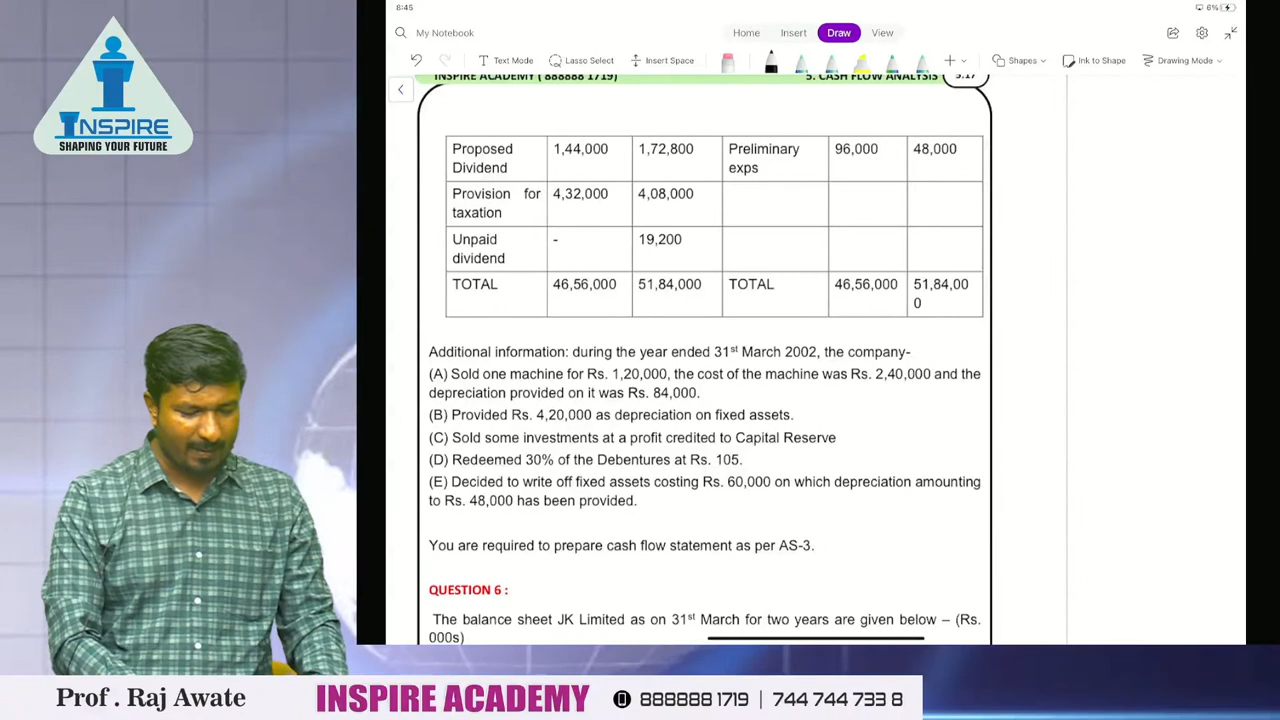 8:45
6%
My Notebook
Home Insert Draw View
Text Mode Lasso Select Insert Space Shapes Ink to Shape Drawing Mode
INSPIRE
SHAPING YOUR FUTURE
INSPIRE ACADEMY ( 888888 1719) 5. CASH FLOW ANALYSIS 5.17
Proposed Dividend 1,44,000 1,72,800 Preliminary exps 96,000 48,000
Provision for taxation 4,32,000 4,08,000
Unpaid dividend - 19,200
TOTAL 46,56,000 51,84,000 TOTAL 46,56,000 51,84,000
Additional information: during the year ended 31st March 2002, the company-
(A) Sold one machine for Rs. 1,20,000, the cost of the machine was Rs. 2,40,000 and the
depreciation provided on it was Rs. 84,000.
(B) Provided Rs. 4,20,000 as depreciation on fixed assets.
(C) Sold some investments at a profit credited to Capital Reserve
(D) Redeemed 30% of the Debentures at Rs. 105.
(E) Decided to write off fixed assets costing Rs. 60,000 on which depreciation amounting
to Rs. 48,000 has been provided.
You are required to prepare cash flow statement as per AS-3.
QUESTION 6 :
The balance sheet JK Limited as on 31st March for two years are given below – (Rs.
000s)
Prof . Raj Awate INSPIRE ACADEMY 888888 1719 | 744 744 733 8